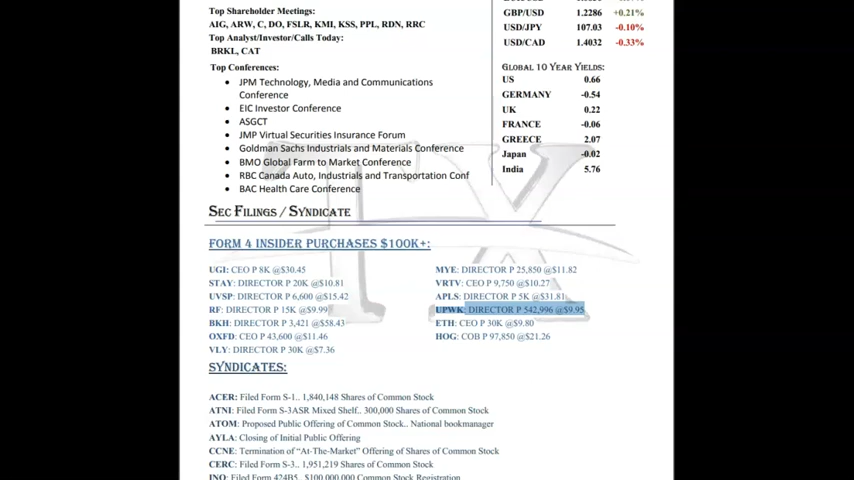 Top Shareholder Meetings:
AIG, ARW, C, DO, FSLR, KMI, KSS, PPL, RDN, RRC
Top Analyst/Investor/Calls Today:
BRKL, CAT
Top Conferences:
• JPM Technology, Media and Communications
Conference
• EIC Investor Conference
• ASGCT
• JMP Virtual Securities Insurance Forum
• Goldman Sachs Industrials and Materials Conference
• BMO Global Farm to Market Conference
• RBC Canada Auto, Industrials and Transportation Conf
• BAC Health Care Conference
GBP/USD 1.2286 +0.21%
USD/JPY 107.03 -0.10%
USD/CAD 1.4032 -0.33%
Global 10 Year Yields:
US 0.66
GERMANY -0.54
UK 0.22
FRANCE -0.06
GREECE 2.07
Japan -0.02
India 5.76
Sec Filings / Syndicate
Form 4 Insider Purchases $100K+:
UGI: CEO P 8K @$30.45
STAY: DIRECTOR P 20K @$10.81
UVSP: DIRECTOR P 6,600 @$15.42
RF: DIRECTOR P 15K @$9.99
BKH: DIRECTOR P 3,421 @$58.43
OXFD: CEO P 43,600 @$11.46
VLY: DIRECTOR P 30K @$7.36
MYE: DIRECTOR P 25,850 @$11.82
VRTV: CEO P 9,750 @$10.27
APLS: DIRECTOR P 5K @$31.81
UPWK: DIRECTOR P 542,996 @$9.95
ETH: CEO P 30K @$9.80
HOG: COB P 97,850 @$21.26
Syndicates:
ACER: Filed Form S-1.. 1,840,148 Shares of Common Stock
ATNI: Filed Form S-3ASR Mixed Shelf.. 300,000 Shares of Common Stock
ATOM: Proposed Public Offering of Common Stock.. National bookmanager
AYLA: Closing of Initial Public Offering
CCNE: Termination of "At-The-Market" Offering of Shares of Common Stock
CERC: Filed Form S-3.. 1,951,219 Shares of Common Stock
INO: Filed Form 424B5.. $100,000,000 Common Stock Registration